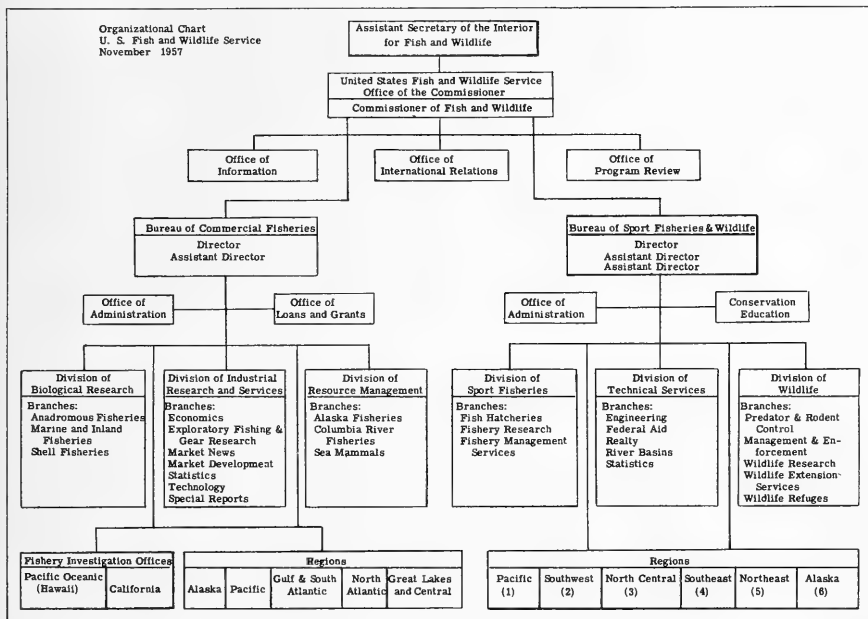 Organizational Chart
U. S. Fish and Wildlife Service
November 1957
Assistant Secretary of the Interior
for Fish and Wildlife
United States Fish and Wildlife Service
Office of the Commissioner
Commissioner of Fish and Wildlife
Office of
Information
Office of
International Relations
Office of
Program Review
Bureau of Commercial Fisheries
Director
Assistant Director
Bureau of Sport Fisheries & Wildlife
Director
Assistant Director
Assistant Director
Office of
Administration
Office of
Loans and Grants
Office of
Administration
Conservation
Education
Division of
Biological Research
Branches:
Anadromous Fisheries
Marine and Inland
Fisheries
Shell Fisheries
Division of Industrial
Research and Services
Branches:
Economics
Exploratory Fishing &
Gear Research
Market News
Market Development
Statistics
Technology
Special Reports
Division of
Resource Management
Branches:
Alaska Fisheries
Columbia River
Fisheries
Sea Mammals
Division of
Sport Fisheries
Branches:
Fish Hatcheries
Fishery Research
Fishery Management
Services
Division of
Technical Services
Branches:
Engineering
Federal Aid
Realty
River Basins
Statistics
Division of
Wildlife
Branches:
Predator & Rodent
Control
Management & En-
forcement
Wildlife Research
Wildlife Extension
Services
Wildlife Refuges
Fishery Investigation Offices
Pacific Oceanic
(Hawaii)
California
Regions
Alaska
Pacific
Gulf & South
Atlantic
North
Atlantic
Great Lakes
and Central
Regions
Pacific
(1)
Southwest
(2)
North Central
(3)
Southeast
(4)
Northeast
(5)
Alaska
(6)